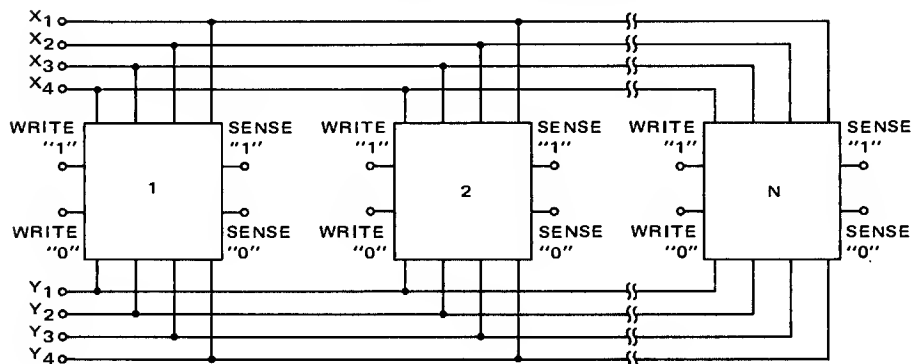 X1
X2
X3
X4
WRITE "1" SENSE "1" WRITE "1" SENSE "1" WRITE "1" SENSE "1"
1 2 N
WRITE "0" SENSE "0" WRITE "0" SENSE "0" WRITE "0" SENSE "0"
Y1
Y2
Y3
Y4